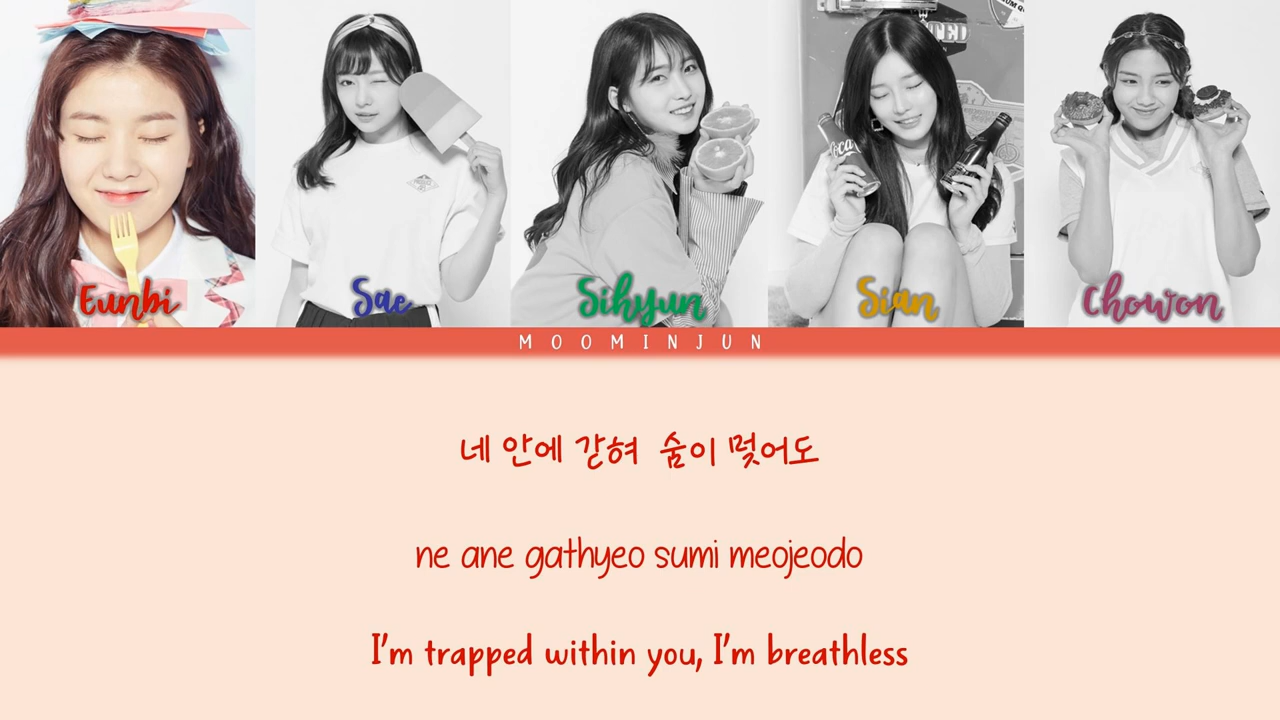 Eunbi
Sae
Sihyun
Sian
Chowon
MOOMINJUN
네 안에 갇혀 숨이 멎어도
ne ane gathyeo sumi meojeodo
I'm trapped within you, I'm breathless